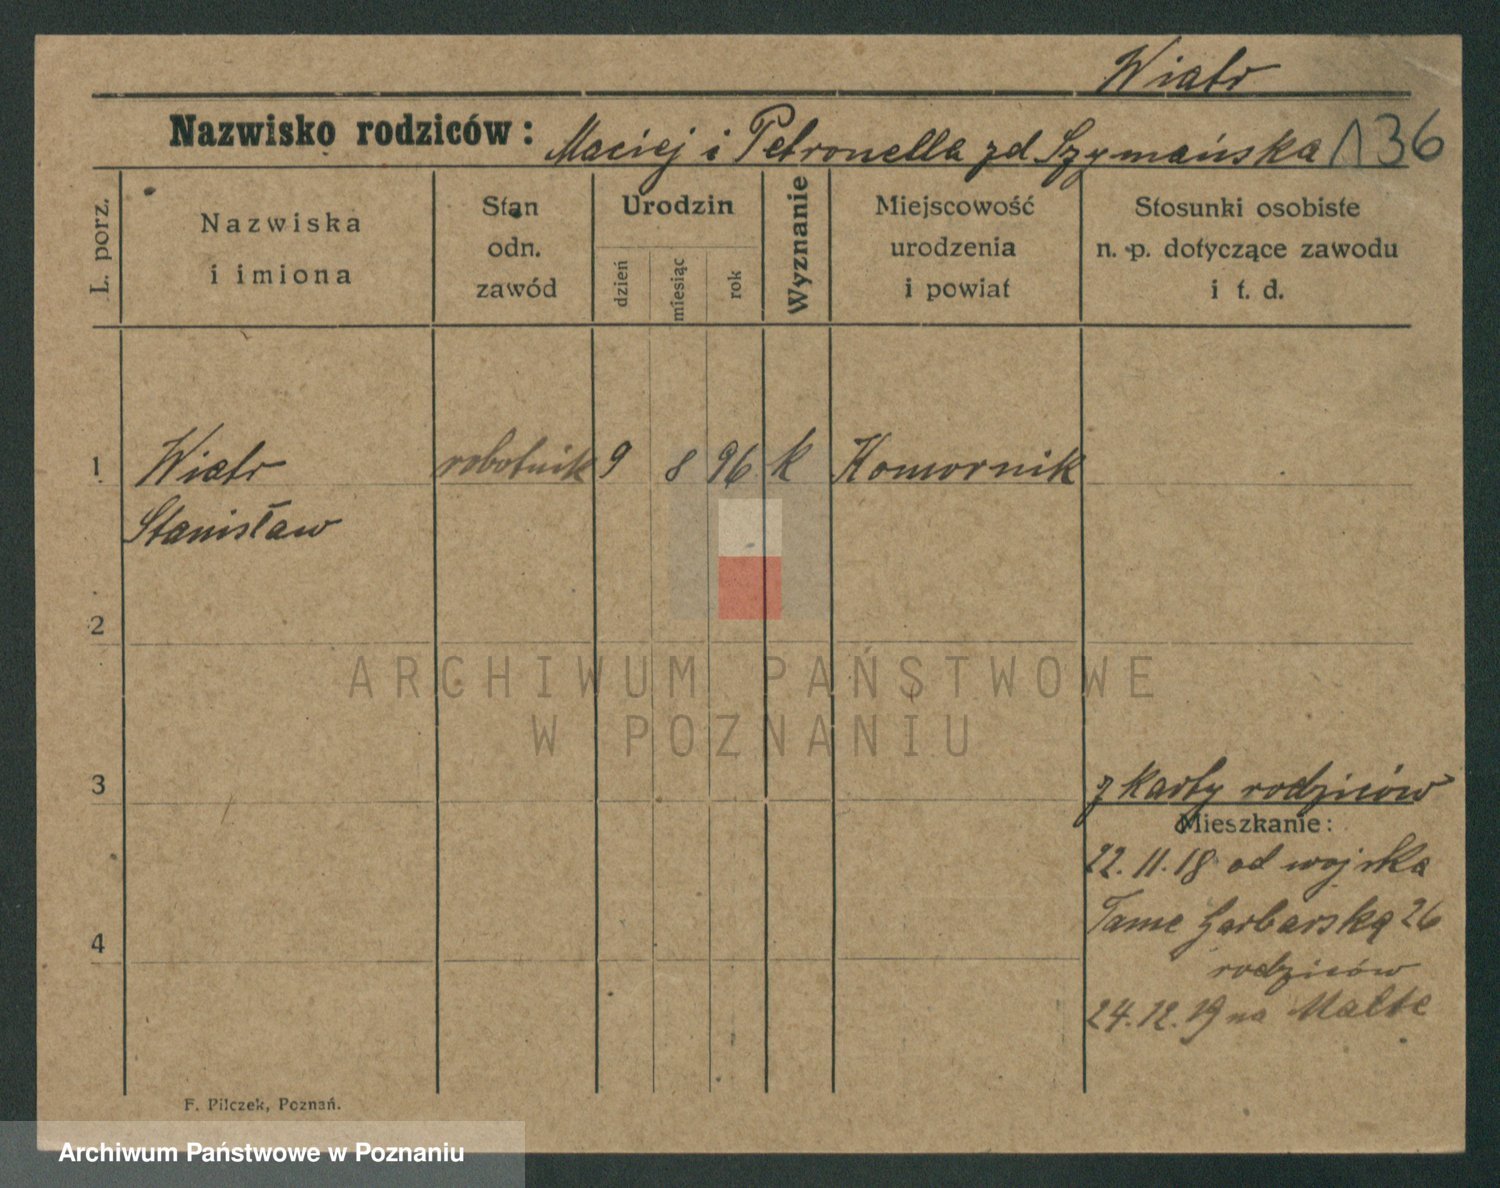 Wiatr
Nazwisko rodziców: Maciej i Petronella zd Szymańska 136
L. porz.
Nazwiska
i imiona
Stan
odn.
zawód
Urodzin
dzień
miesiąc
rok
Wyznanie
Miejscowość
urodzenia
i powiat
Stosunki osobiste
n. p. dotyczące zawodu
i t. d.
1 Wiatr robotnik 9 8 96 k Komornik
Stanisław
2
3
z karty rodziców
Mieszkanie:
22. 11. 18 od wojska
Tame Garbarską 26
4
rodziców
24. 12. 19 na Malte
F. Pilczek, Poznań.
ARCHIWUM PAŃSTWOWE
W POZNANIU
Archiwum Państwowe w Poznaniu